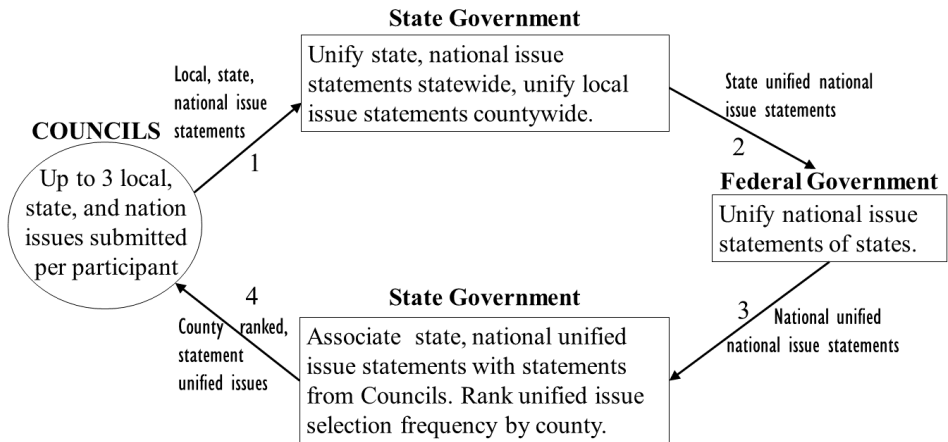 State Government
Unify state, national issue
statements statewide, unify local
issue statements countywide.
Local, state,
national issue
statements
1
State unified national
issue statements
2
COUNCILS
Up to 3 local,
state, and nation
issues submitted
per participant
Federal Government
Unify national issue
statements of states.
3
National unified
national issue statements
State Government
Associate state, national unified
issue statements with statements
from Councils. Rank unified issue
selection frequency by county.
4
County ranked,
statement
unified issues